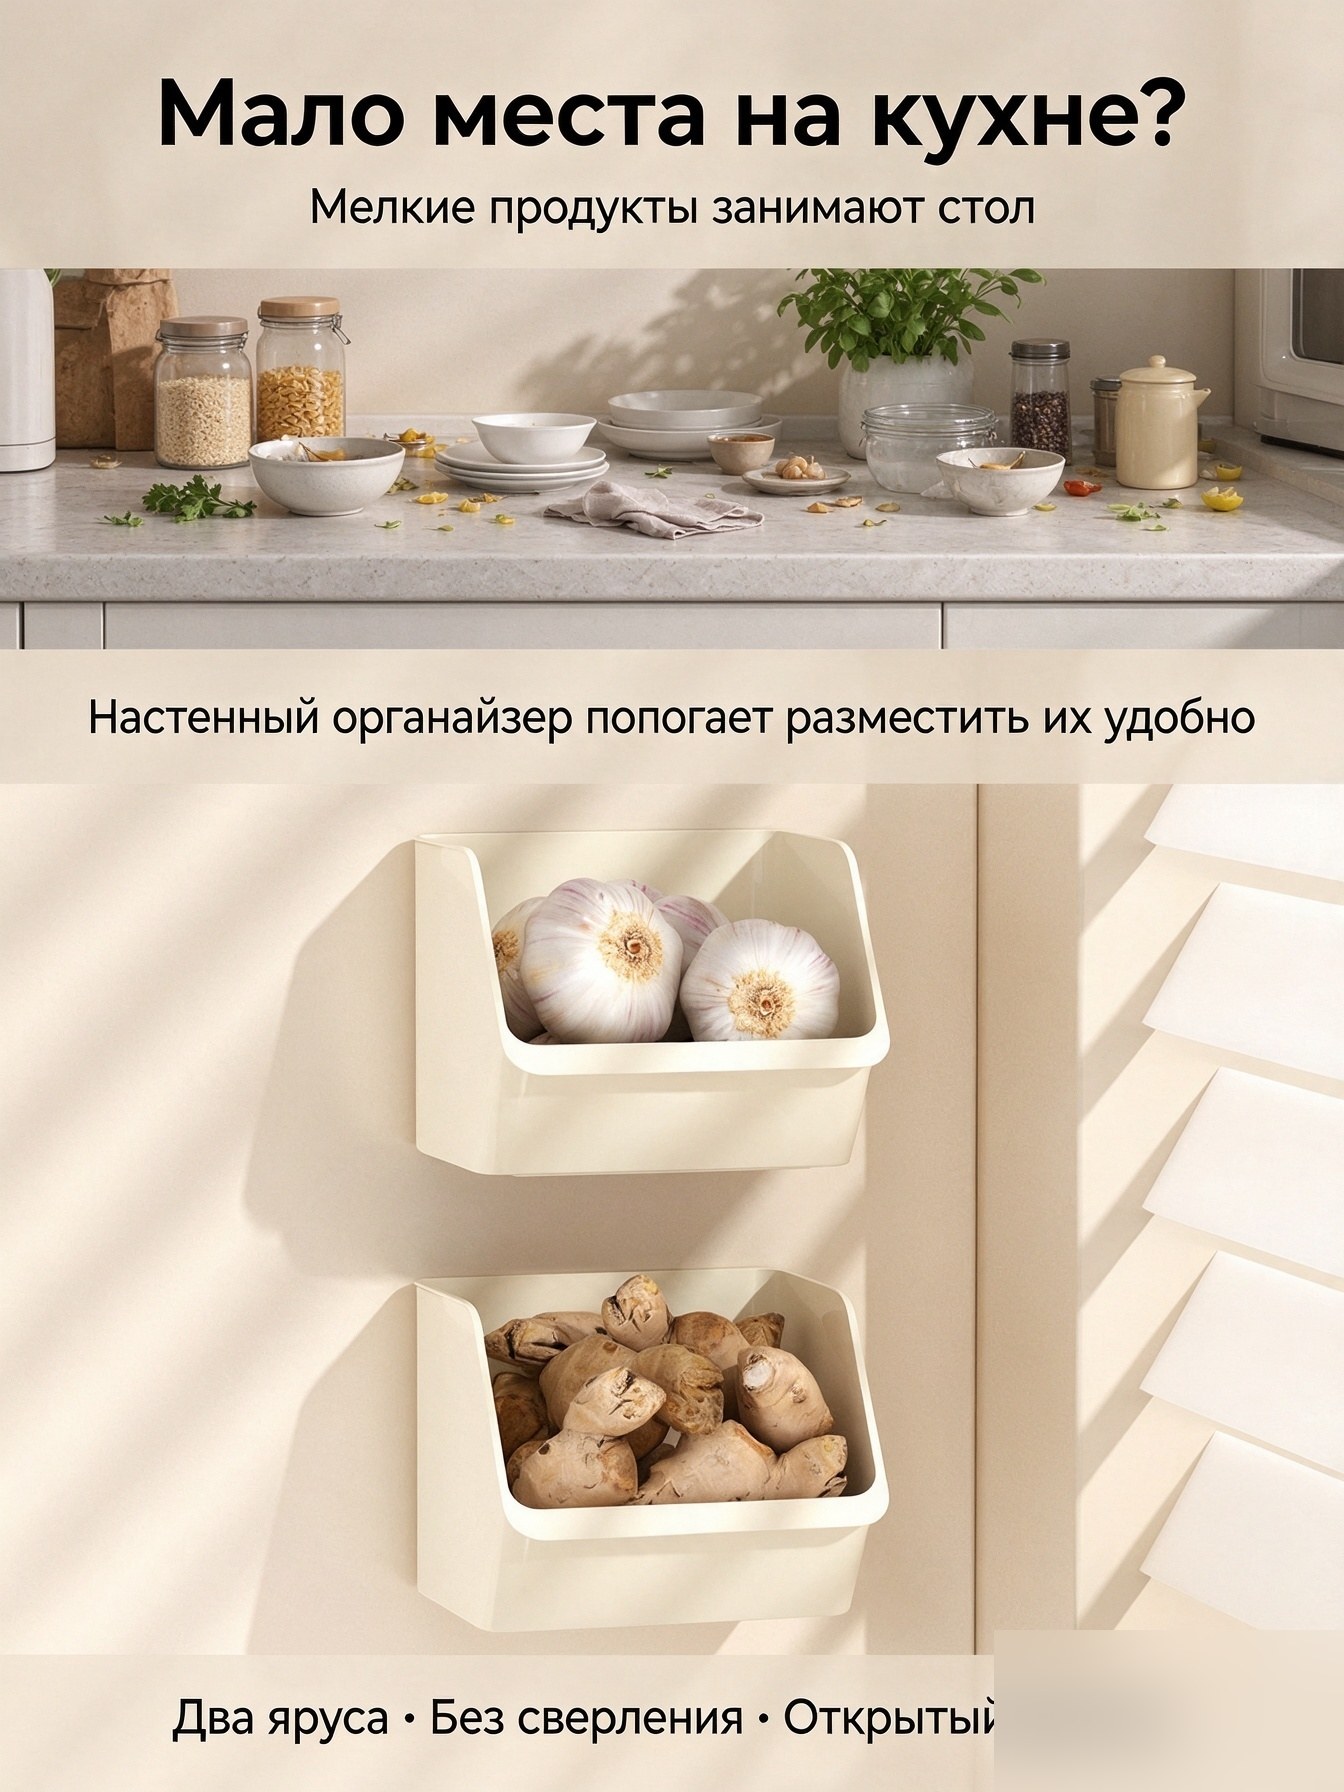 Мало места на кухне?
Мелкие продукты занимают стол
Настенный органайзер попогает разместить их удобно
Два яруса • Без сверления • Открытый